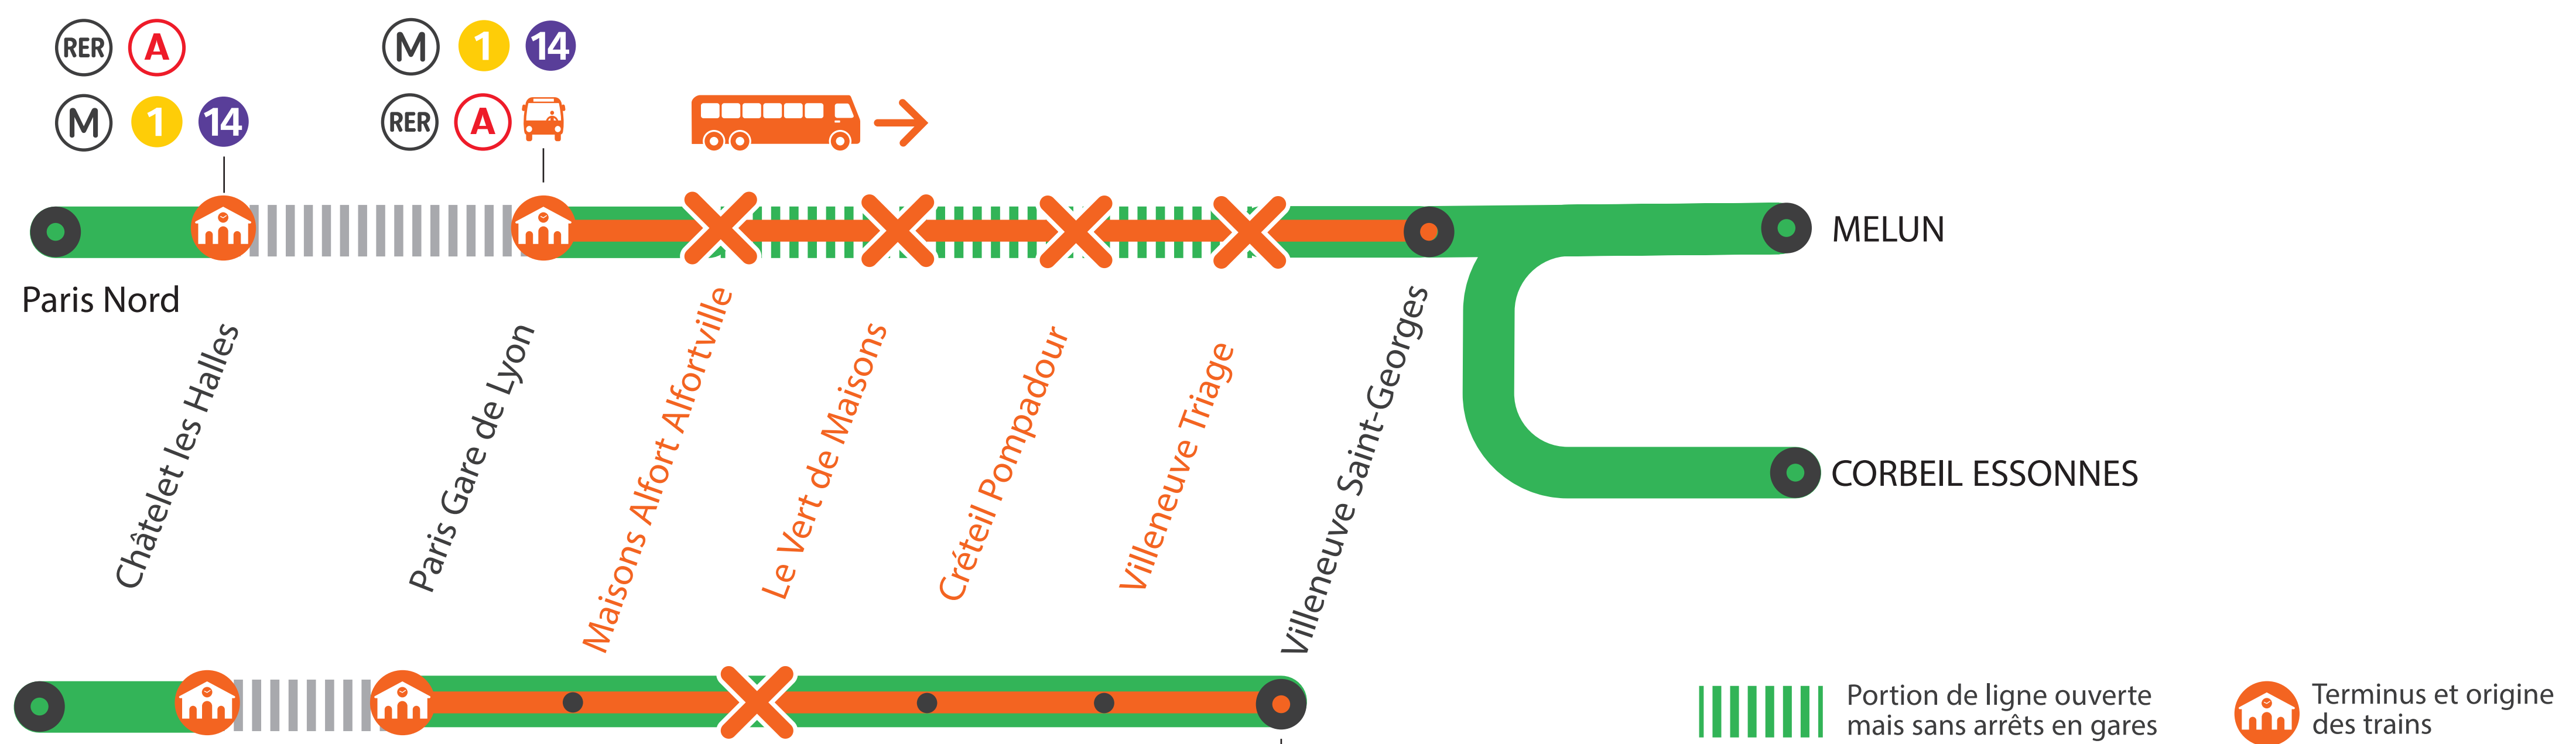 RER A
M 1 14
M 1 14
RER A
MELUN
Paris Nord
Châtelet les Halles
Paris Gare de Lyon
Maisons Alfort Alfortville
Le Vert de Maisons
Créteil Pompadour
Villeneuve Triage
Villeneuve Saint-Georges
CORBEIL ESSONNES
Portion de ligne ouverte
mais sans arrêts en gares
Terminus et origine
des trains